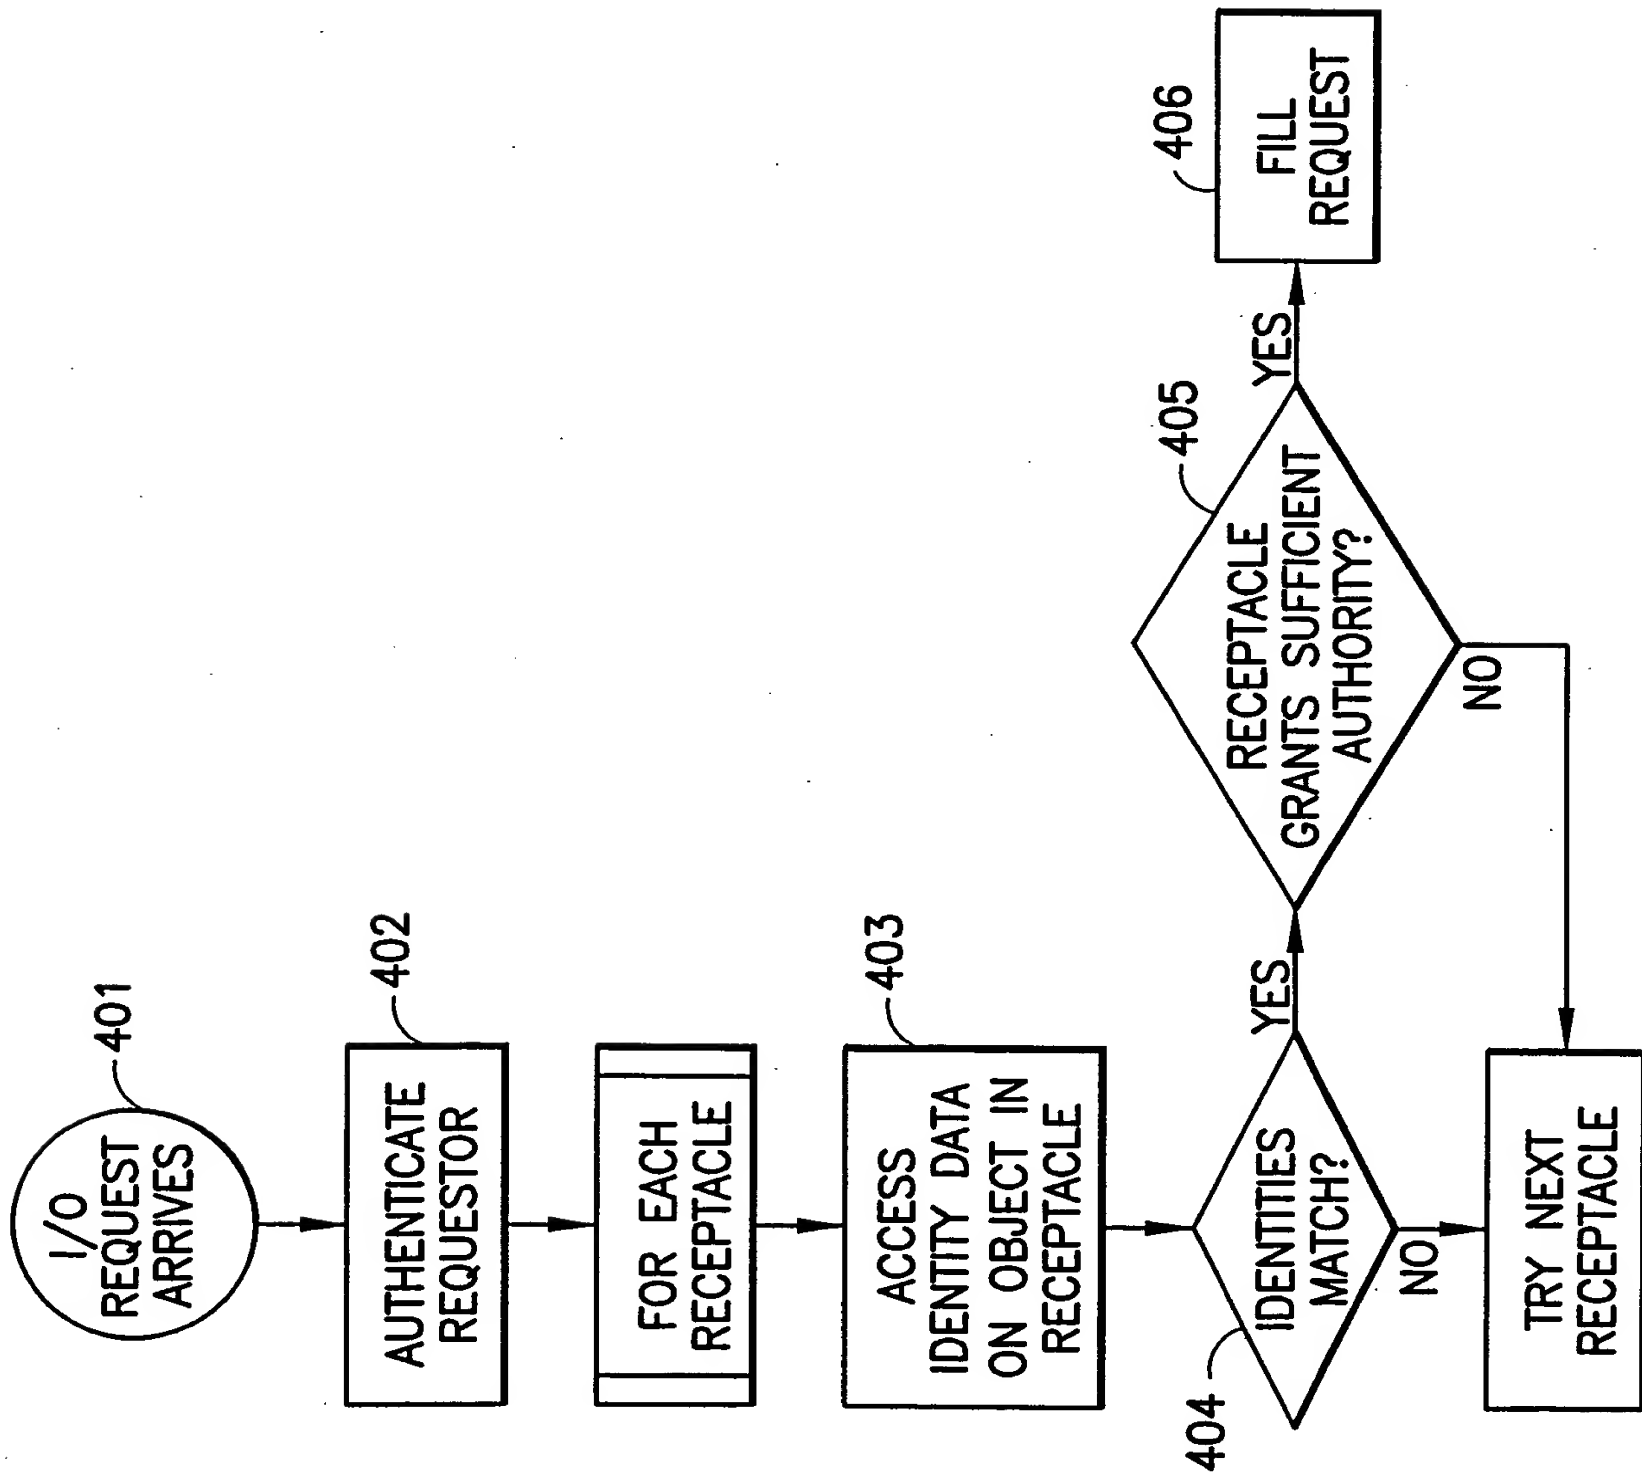 I/O
REQUEST
ARRIVES
401
AUTHENTICATE
REQUESTOR
402
FOR EACH
RECEPTACLE
ACCESS
IDENTITY DATA
ON OBJECT IN
RECEPTACLE
403
IDENTITIES
MATCH?
404
YES
NO
RECEPTACLE
GRANTS SUFFICIENT
AUTHORITY?
405
YES
NO
FILL
REQUEST
406
TRY NEXT
RECEPTACLE